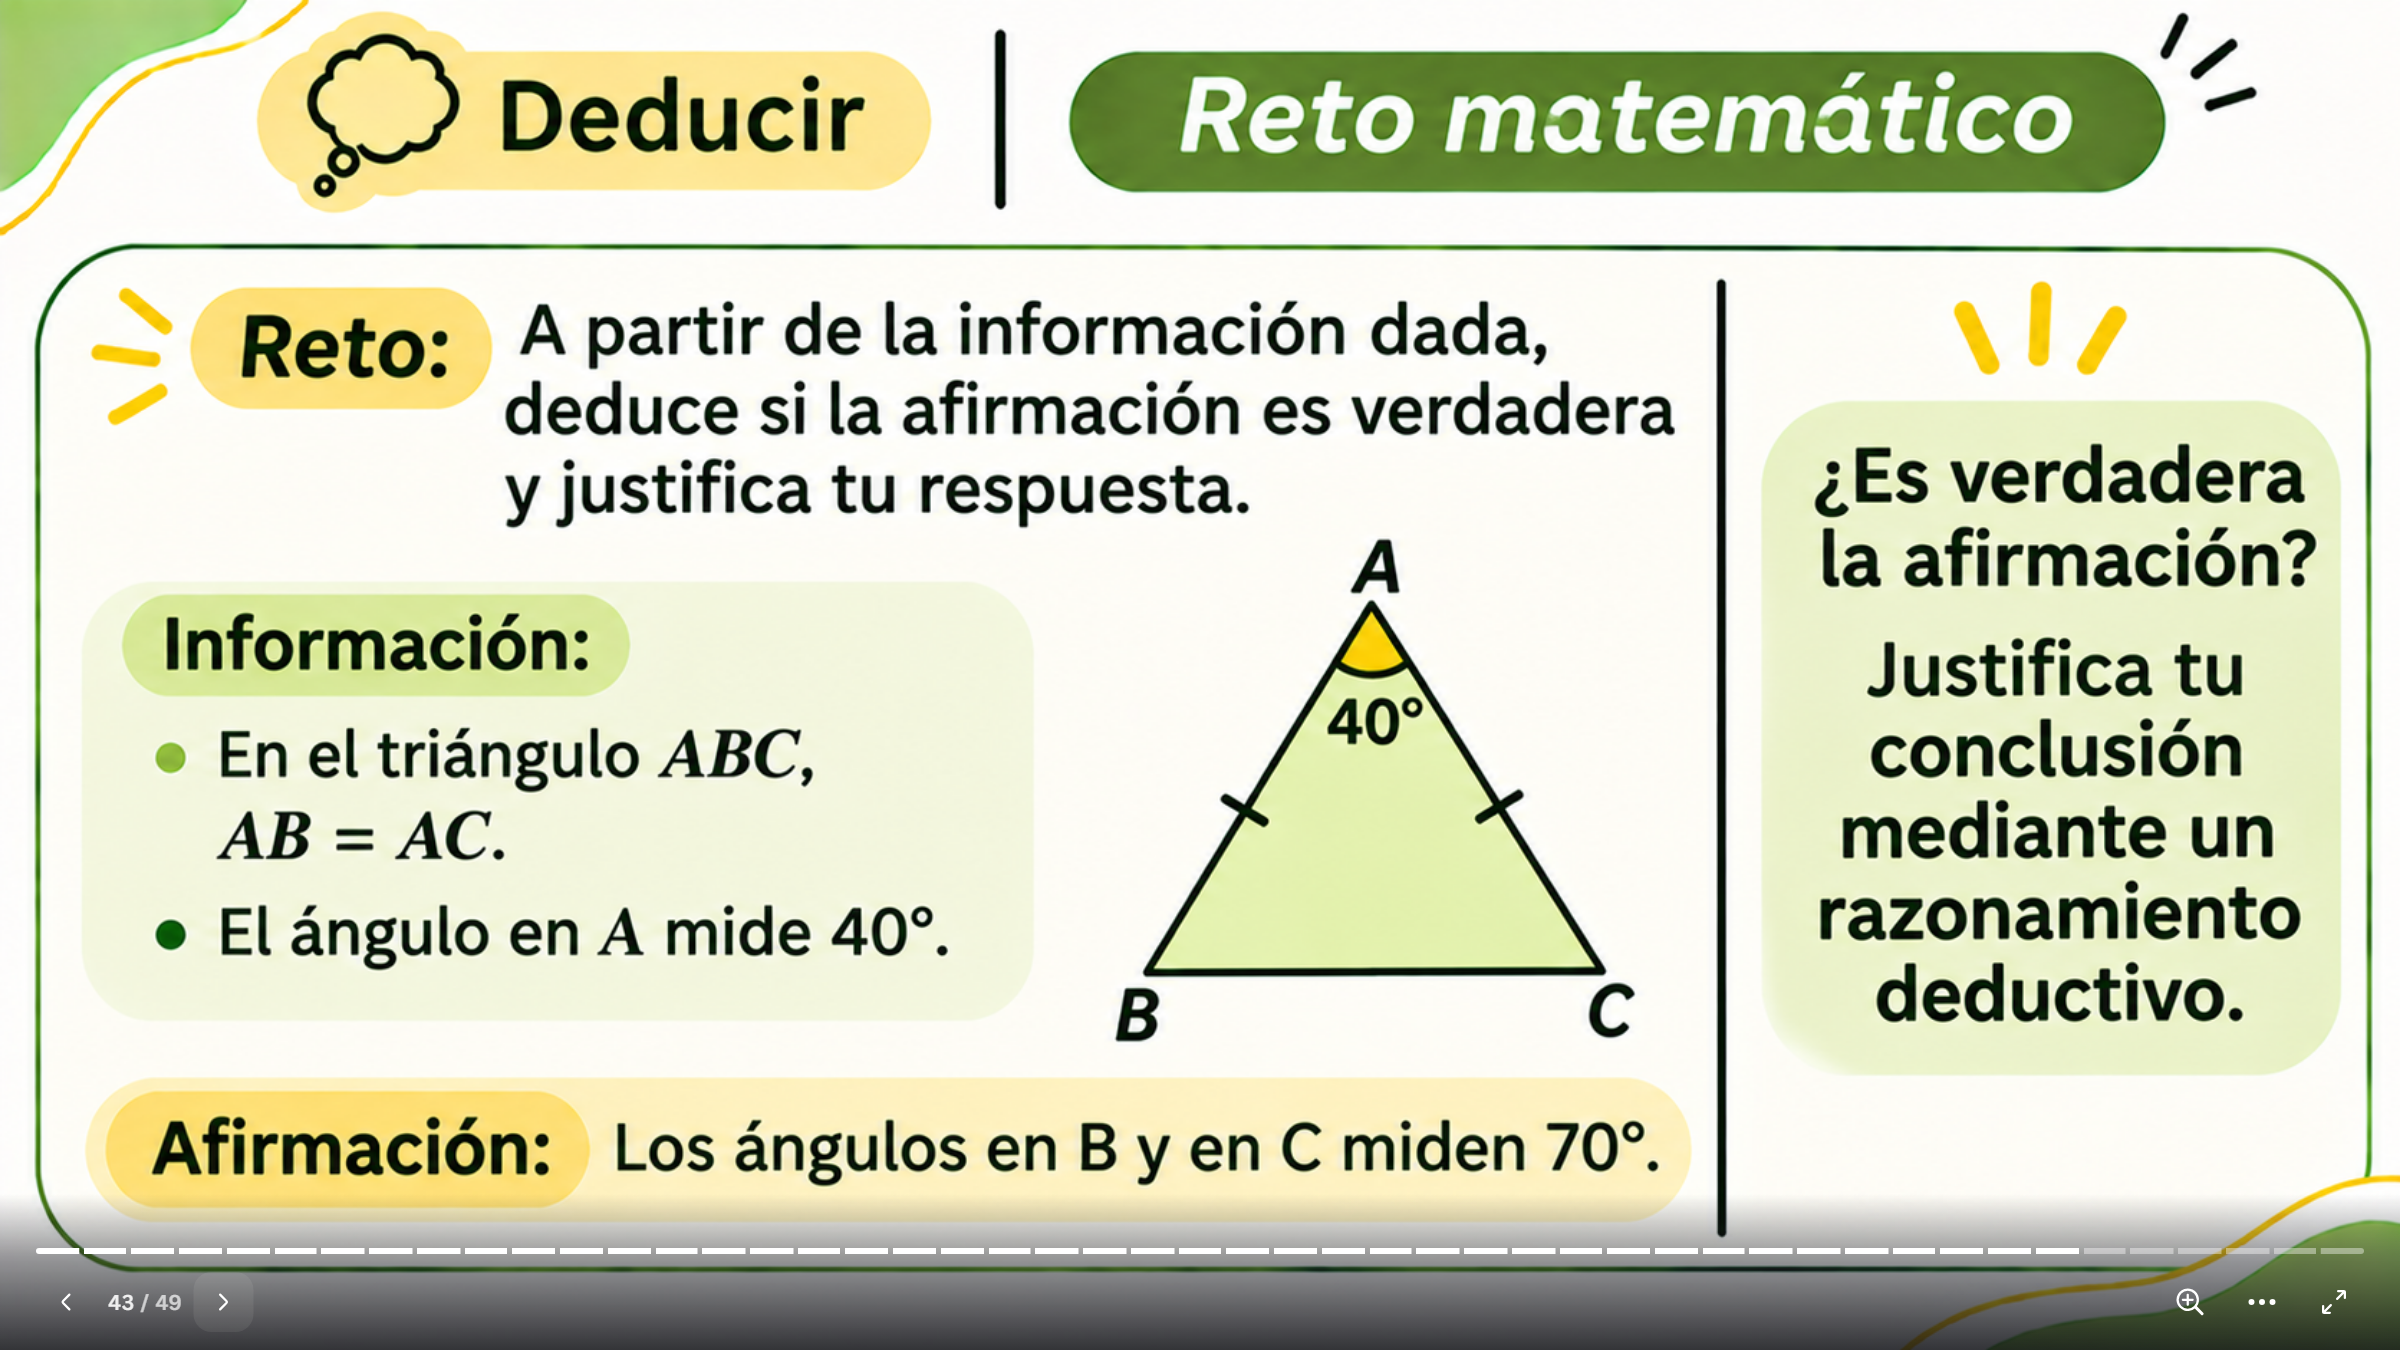 Deducir
Reto matemático
Reto: A partir de la información dada,
deduce si la afirmación es verdadera
y justifica tu respuesta.
Información:
• En el triángulo ABC,
AB = AC.
• El ángulo en A mide 40°.
A
40°
B
C
Afirmación: Los ángulos en B y en C miden 70°.
¿Es verdadera
la afirmación?
Justifica tu
conclusión
mediante un
razonamiento
deductivo.
43 / 49